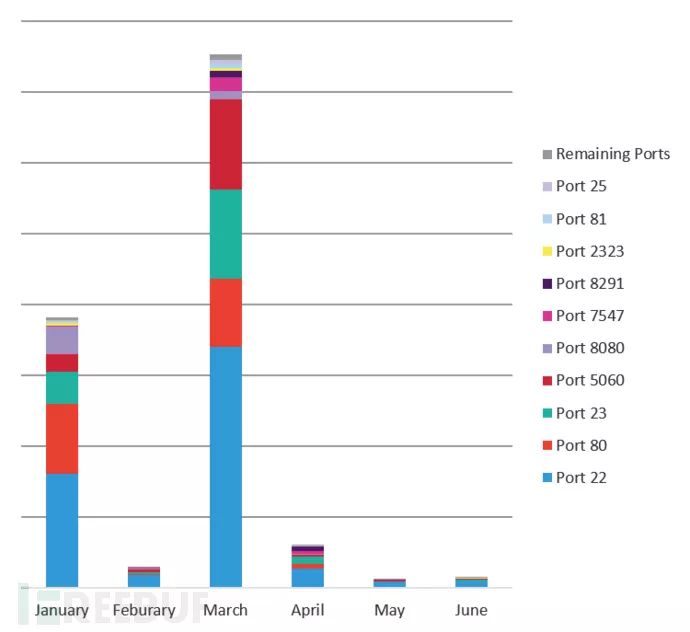 Remaining Ports
Port 25
Port 81
Port 2323
Port 8291
Port 7547
Port 8080
Port 5060
Port 23
Port 80
Port 22
January Feburary March April May June
FREEBUF